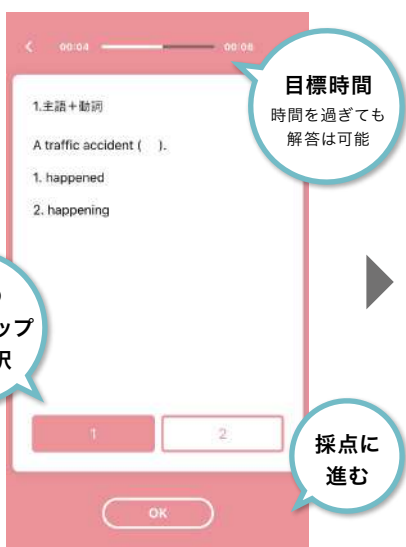 00:04
00:08
目標時間
時間を過ぎても
解答は可能
1.主語+動詞
A traffic accident (    ).
1. happened
2. happening
ップ
1
2
採点に
進む
OK